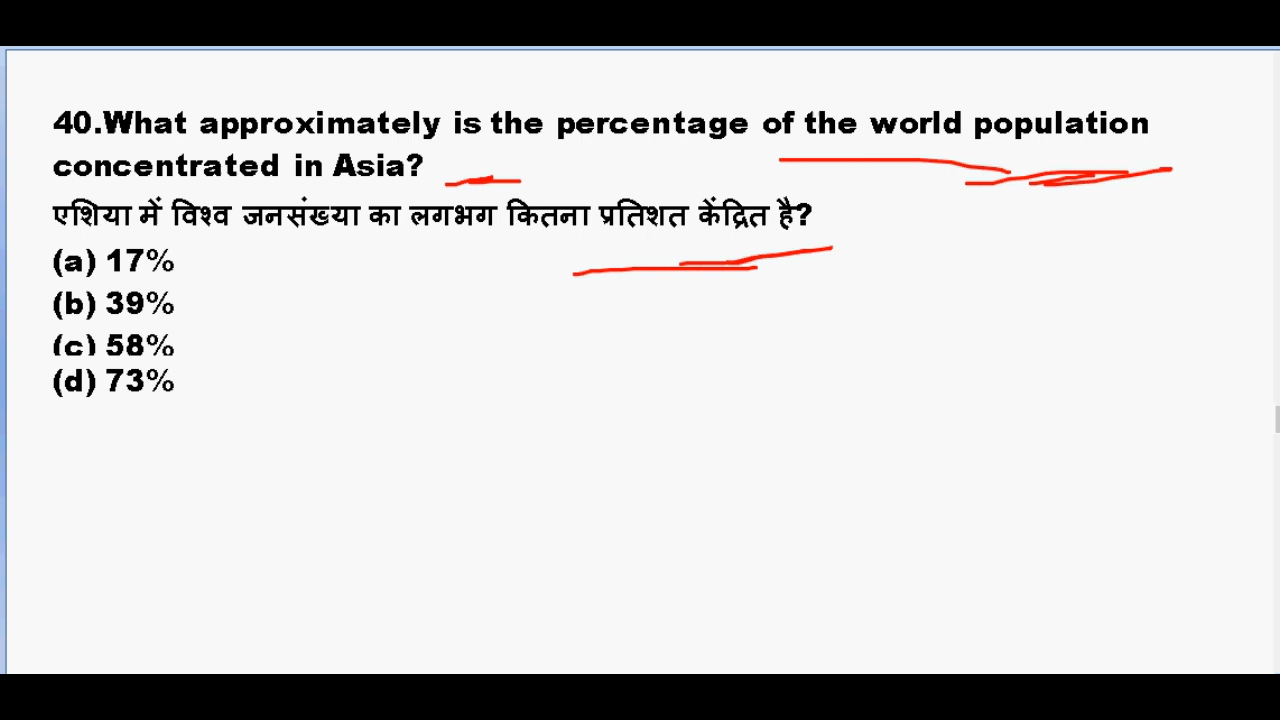 40.What approximately is the percentage of the world population
concentrated in Asia?
एशिया में विश्व जनसंख्या का लगभग कितना प्रतिशत केंद्रित है?
(a) 17%
(b) 39%
(c) 58%
(d) 73%